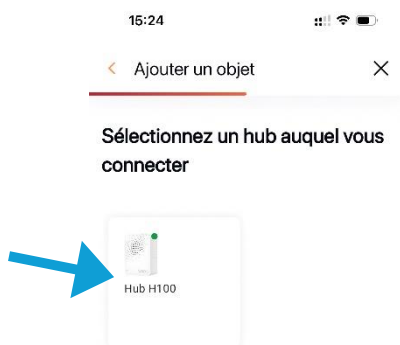 15:24
Ajouter un objet
Sélectionnez un hub auquel vous
connecter
Hub H100